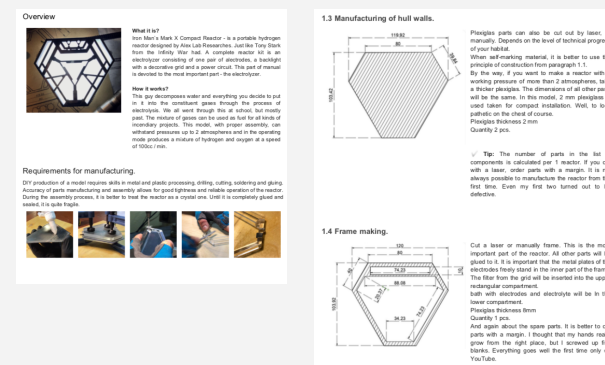 Overview
What it is?
Iron Man's Mark X Compact Reactor - is a portable hydrogen
reactor designed by Alex Lab Researches. Just like Tony Stark
from the Infinity War had. A complete reactor kit is an
electrolyzer consisting of one pair of electrodes, a backlight
with a decorative grid and a power circuit. This part of manual
is devoted to the most important part - the electrolyzer.
How it works?
This guy decomposes water and everything you decide to put
in it into the constituent gases through the process of
electrolysis. We all went through this at school, but mostly
past. The mixture of gases can be used as fuel for all kinds of
incendiary projects. This model, with proper assembly, can
withstand pressures up to 2 atmospheres and in the operating
mode produces a mixture of hydrogen and oxygen at a speed
of 100cc / min.
Requirements for manufacturing.
DIY production of a model requires skills in metal and plastic processing, drilling, cutting, soldering and gluing.
Accuracy of parts manufacturing and assembly allows for good tightness and reliable operation of the reactor.
During the assembly process, it is better to treat the reactor as a crystal one. Until it is completely glued and
sealed, it is quite fragile.
1.3 Manufacturing of hull walls.
119.92
80
103.42
Plexiglas parts can also be cut out by laser,
manually. Depends on the level of technical progre
of your habitat.
When self-marking material, it is better to use t
principle of construction from paragraph 1.1.
By the way, if you want to make a reactor with
working pressure of more than 2 atmospheres, ta
a thicker plexiglas. The dimensions of all other pa
will be the same. In this model, 2 mm plexiglass
used taken for compact installation. Well, to lo
pathetic on the chest of course.
Plexiglas thickness 2 mm
Quantity 2 pcs.
Tip: The number of parts in the list
components is calculated per 1 reactor. If you c
with a laser, order parts with a margin. It is n
always possible to manufacture the reactor from t
first time. Even my first two turned out to
defective.
1.4 Frame making.
120
80
74.23
88.09
34.23
74.23
103.92
Cut a laser or manually frame. This is the mo
important part of the reactor. All other parts will
glued to it. It is important that the metal plates of t
electrodes freely stand in the inner part of the fram
The filter from the grid will be inserted into the upp
rectangular compartment.
bath with electrodes and electrolyte will be in t
lower compartment.
Plexiglas thickness 8mm
Quantity 1 pcs.
And again about the spare parts. It is better to c
parts with a margin. I thought that my hands rea
grow from the right place, but I screwed up fi
blanks. Everything goes well the first time only
YouTube.